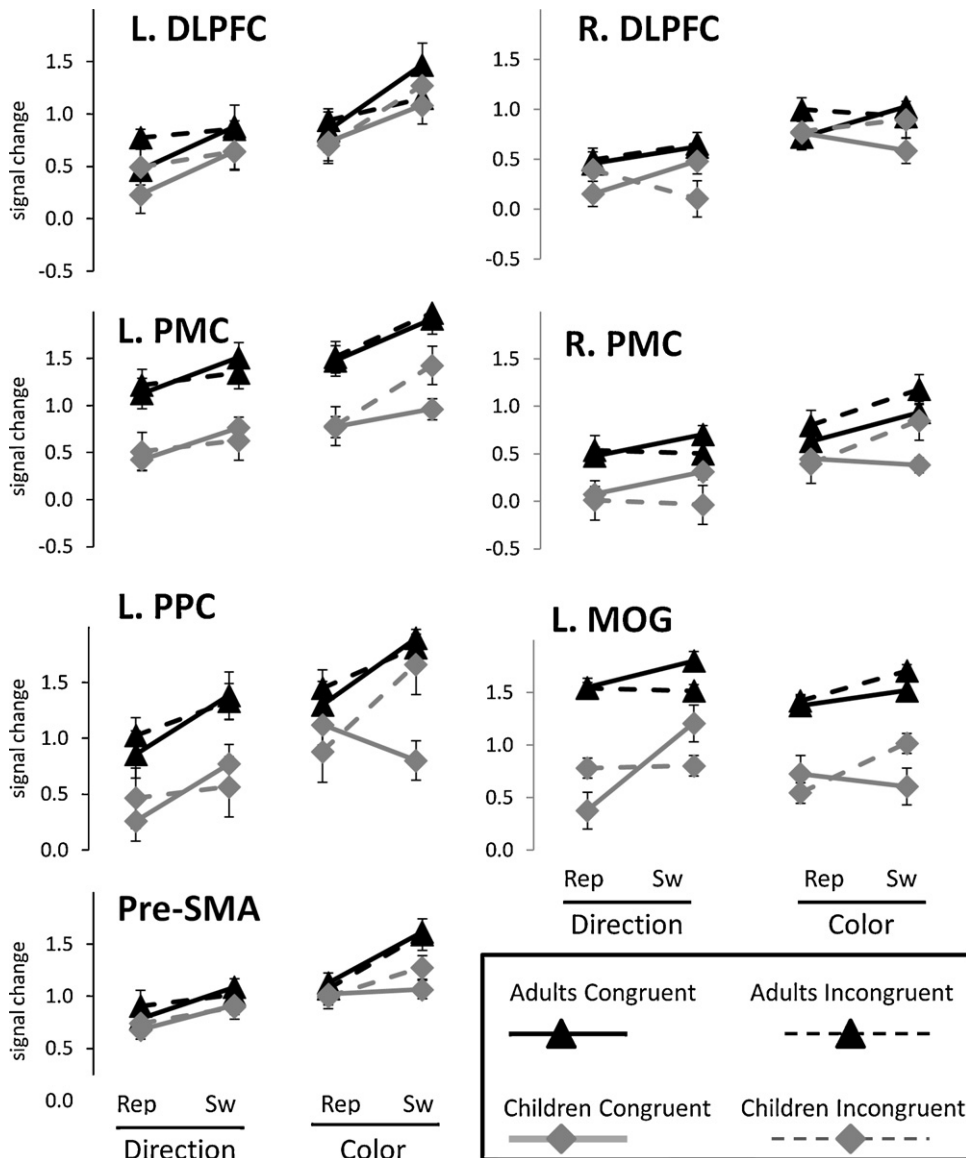 L. DLPFC
signal change
1.5
1.0
0.5
0.0
-0.5
R. DLPFC
1.5
1.0
0.5
0.0
-0.5
L. PMC
signal change
1.5
1.0
0.5
0.0
-0.5
R. PMC
1.5
1.0
0.5
0.0
-0.5
L. PPC
signal change
1.5
1.0
0.5
0.0
L. MOG
1.5
1.0
0.5
0.0
Rep Sw Rep Sw
Direction Color
Pre-SMA
signal change
1.5
1.0
0.5
0.0
Rep Sw Rep Sw
Direction Color
Adults Congruent Adults Incongruent
Children Congruent Children Incongruent